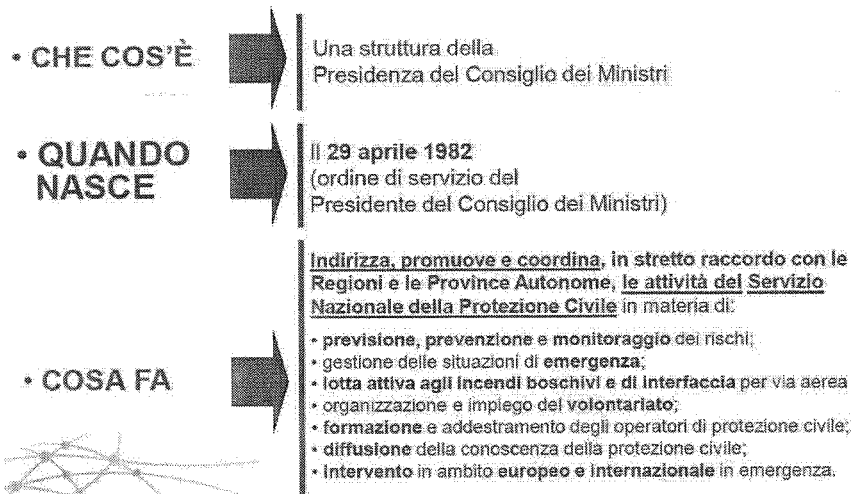 • CHE COS'È
Una struttura della
Presidenza del Consiglio dei Ministri
• QUANDO
NASCE
Il 29 aprile 1982
(ordine di servizio del
Presidente del Consiglio dei Ministri)
• COSA FA
Indirizza, promuove e coordina, in stretto raccordo con le
Regioni e le Province Autonome, le attività del Servizio
Nazionale della Protezione Civile in materia di:
• previsione, prevenzione e monitoraggio dei rischi;
• gestione delle situazioni di emergenza;
• lotta attiva agli incendi boschivi e di interfaccia per via aerea
• organizzazione e impiego del volontariato;
• formazione e addestramento degli operatori di protezione civile;
• diffusione della conoscenza della protezione civile;
• intervento in ambito europeo e internazionale in emergenza.